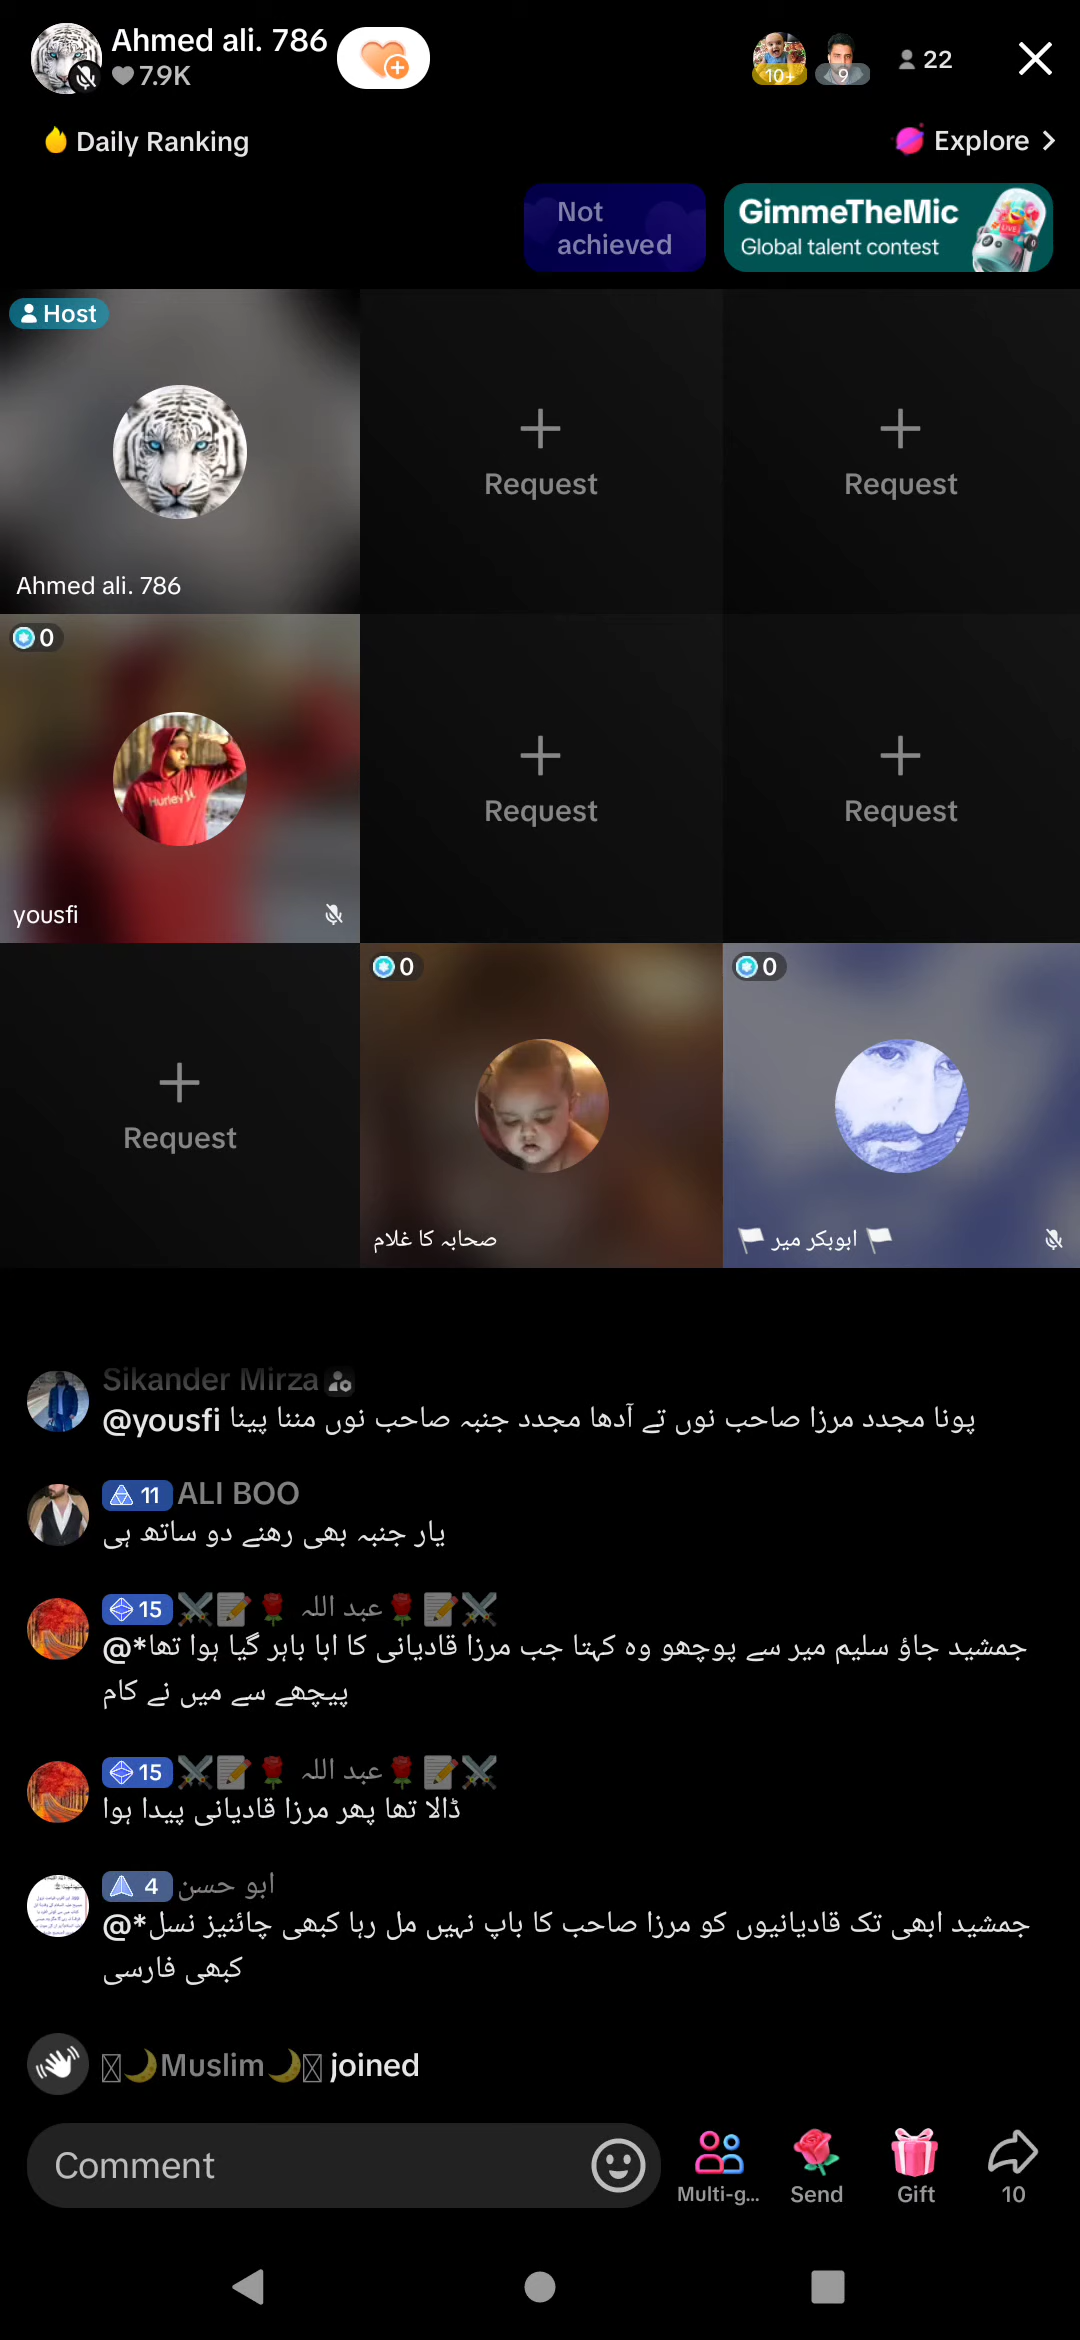 Ahmed ali. 786
7.9K
10+
9
22
Daily Ranking
Explore
Not
achieved
GimmeTheMic
Global talent contest
LIVE
Host
Request
Request
Ahmed ali. 786
0
Hurley
Request
Request
yousfi
0
0
Request
صحابہ کا غلام
ابوبکر میر
Sikander Mirza
@yousfi پونا مجدد مرزا صاحب نوں تے آدھا مجدد جنبہ صاحب نوں مننا پینا
11 ALI BOO
یار جنبہ بھی رھنے دو ساتھ ہی
15 ⚔📝🌹 عبد اللہ 🌹📝⚔
@*جمشید جاؤ سلیم میر سے پوچھو وہ کہتا جب مرزا قادیانی کا ابا باہر گیا ہوا تھا
پیچھے سے میں نے کام
15 ⚔📝🌹 عبد اللہ 🌹📝⚔
ڈالا تھا پھر مرزا قادیانی پیدا ہوا
4 ابو حسن
@*جمشید ابھی تک قادیانیوں کو مرزا صاحب کا باپ نہیں مل رہا کبھی چائنیز نسل
کبھی فارسی
🌙Muslim🌙 joined
Comment
Multi-g...
Send
Gift
10